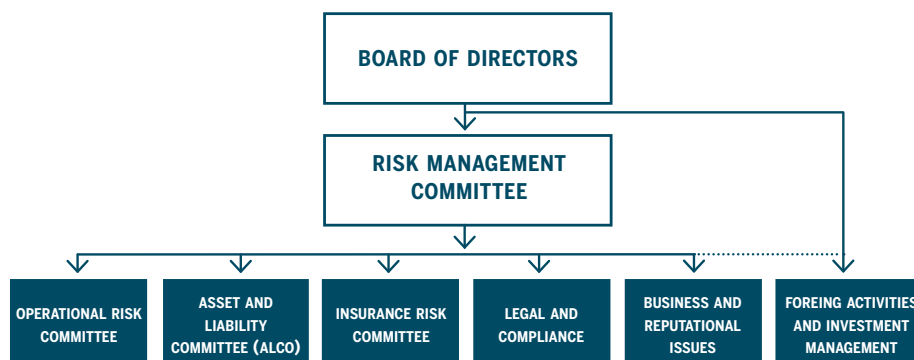 BOARD OF DIRECTORS
RISK MANAGEMENT
COMMITTEE
OPERATIONAL RISK
COMMITTEE
ASSET AND
LIABILITY
COMMITTEE (ALCO)
INSURANCE RISK
COMMITTEE
LEGAL AND
COMPLIANCE
BUSINESS AND
REPUTATIONAL
ISSUES
FOREING ACTIVITIES
AND INVESTMENT
MANAGEMENT